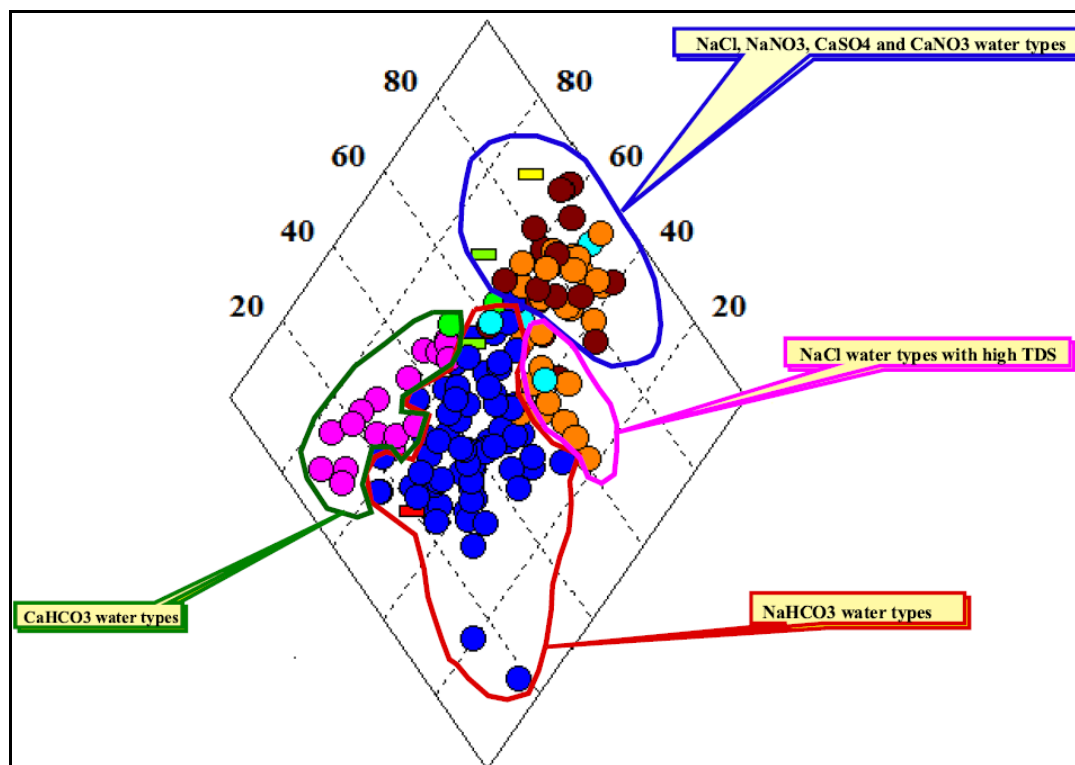 NaCl, NaNO3, CaSO4 and CaNO3 water types
80 80
60 60
40 40
20 20
NaCl water types with high TDS
CaHCO3 water types
NaHCO3 water types